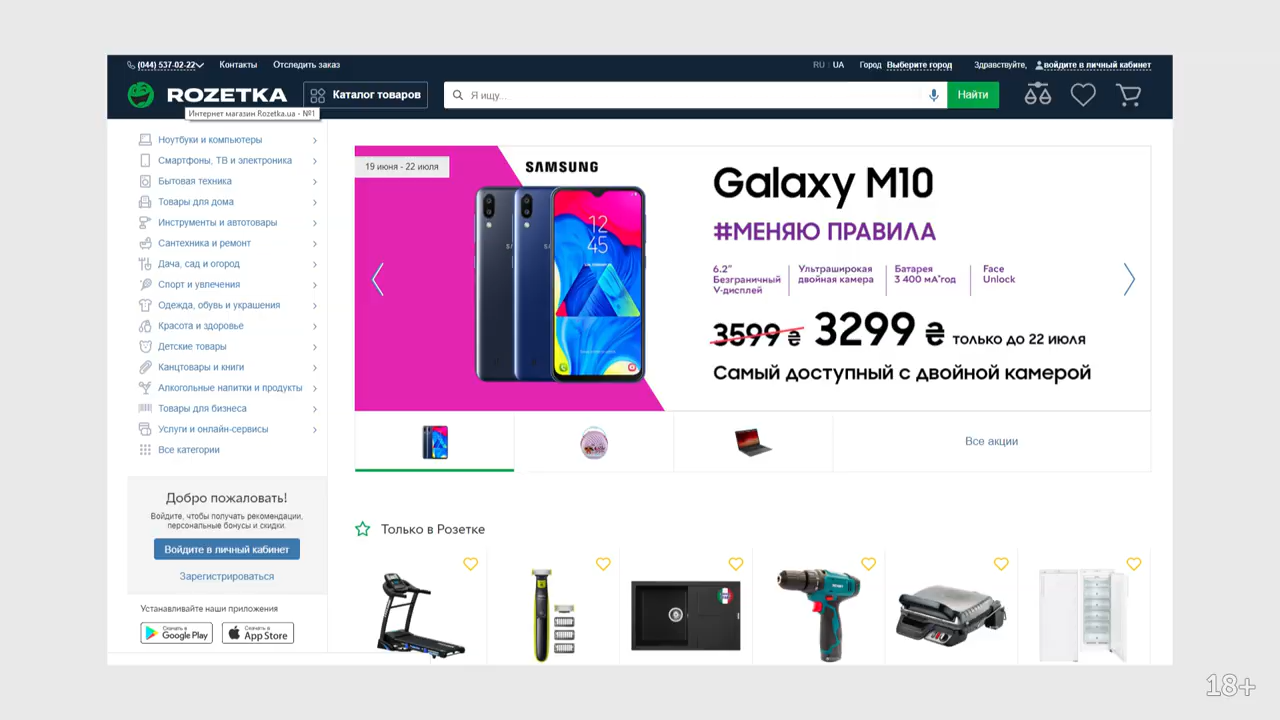 (044) 537-02-22
Контакты
Отследить заказ
RU | UA
Город Выберите город
Здравствуйте, войдите в личный кабинет
ROZETKA
Каталог товаров
Я ищу...
Найти
Интернет магазин Rozetka.ua - №1
Ноутбуки и компьютеры
Смартфоны, ТВ и электроника
Бытовая техника
Товары для дома
Инструменты и автотовары
Сантехника и ремонт
Дача, сад и огород
Спорт и увлечения
Одежда, обувь и украшения
Красота и здоровье
Детские товары
Канцтовары и книги
Алкогольные напитки и продукты
Товары для бизнеса
Услуги и онлайн-сервисы
Все категории
Добро пожаловать!
Войдите, чтобы получать рекомендации,
персональные бонусы и скидки.
Войдите в личный кабинет
Зарегистрироваться
Устанавливайте наши приложения
Скачать в
Google Play
Скачать в
App Store
19 июня - 22 июля
SAMSUNG
12
45
Galaxy M10
#МЕНЯЮ ПРАВИЛА
6.2"
Безграничный
V-дисплей
Ультраширокая
двойная камера
Батарея
3 400 мА*год
Face
Unlock
3599 ₴ 3299 ₴ только до 22 июля
Самый доступный с двойной камерой
Все акции
Только в Розетке
18+